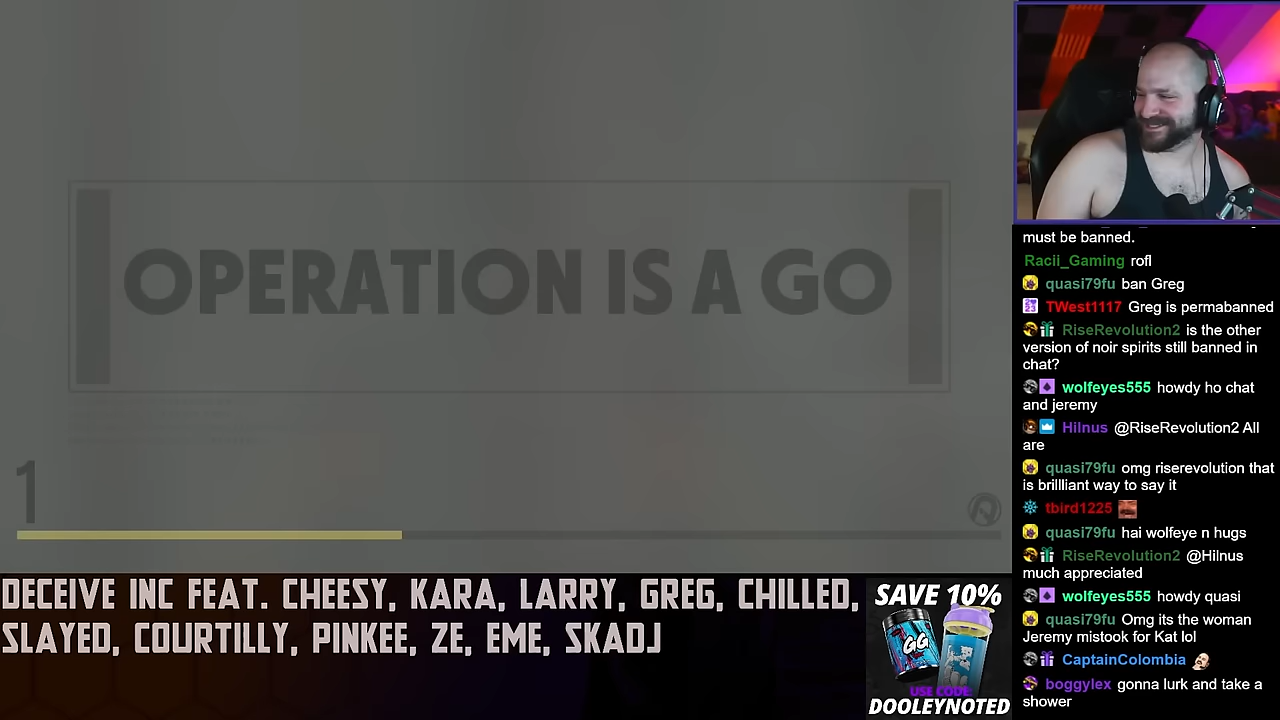 OPERATION IS A GO
1
DECEIVE INC FEAT. CHEESY, KARA, LARRY, GREG, CHILLED,
SLAYED, COURTILLY, PINKEE, ZE, EME, SKADJ
SAVE 10%
GG
USE CODE:
DOOLEYNOTED
must be banned.
Racii_Gaming rofl
quasi79fu ban Greg
TWest1117 Greg is permabanned
RiseRevolution2 is the other
version of noir spirits still banned in
chat?
wolfeyes555 howdy ho chat
and jeremy
Hilnus @RiseRevolution2 All
are
quasi79fu omg riserevolution that
is brillliant way to say it
tbird1225
quasi79fu hai wolfeye n hugs
RiseRevolution2 @Hilnus
much appreciated
wolfeyes555 howdy quasi
quasi79fu Omg its the woman
Jeremy mistook for Kat lol
CaptainColombia
boggylex gonna lurk and take a
shower